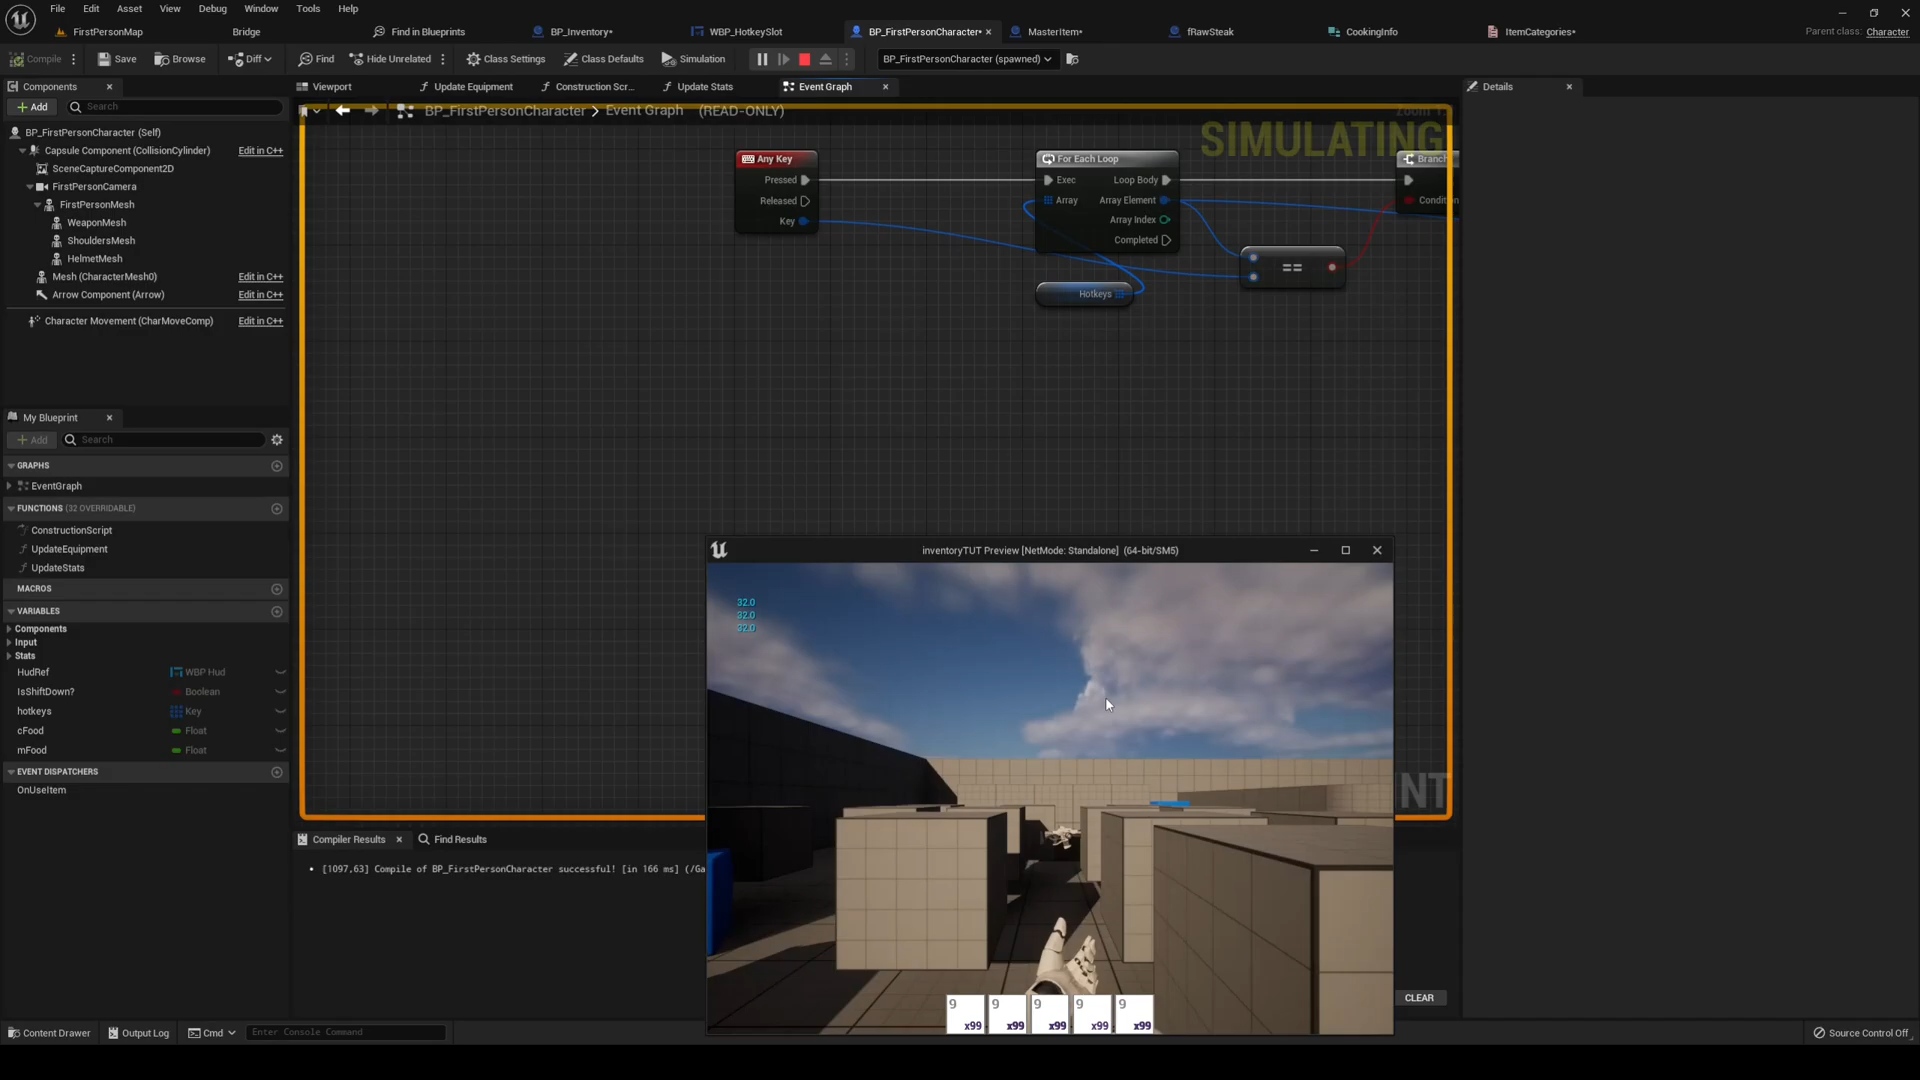 File Edit Asset View Debug Window Tools Help
FirstPersonMap Bridge Find in Blueprints BP_Inventory* WBP_HotkeySlot BP_FirstPersonCharacter* MasterItem* fRawSteak CookingInfo ItemCategories* Parent class: Character
Compile Save Browse Diff Find Hide Unrelated Class Settings Class Defaults Simulation BP_FirstPersonCharacter (spawned)
Components
Viewport Update Equipment Construction Scr... Update Stats Event Graph
Details
Add Search
BP_FirstPersonCharacter > Event Graph (READ-ONLY)
SIMULATING
BP_FirstPersonCharacter (Self)
Capsule Component (CollisionCylinder) Edit in C++
SceneCaptureComponent2D
FirstPersonCamera
FirstPersonMesh
WeaponMesh
ShouldersMesh
HelmetMesh
Mesh (CharacterMesh0) Edit in C++
Arrow Component (Arrow) Edit in C++
Character Movement (CharMoveComp) Edit in C++
Any Key
Pressed
Released
Key
For Each Loop
Exec Loop Body
Array Array Element
Array Index
Completed
Hotkeys
==
Branch
Condition
My Blueprint
Add Search
GRAPHS
EventGraph
FUNCTIONS (32 OVERRIDABLE)
ConstructionScript
UpdateEquipment
UpdateStats
MACROS
VARIABLES
Components
Input
Stats
HudRef WBP Hud
IsShiftDown? Boolean
hotkeys Key
cFood Float
mFood Float
EVENT DISPATCHERS
OnUseItem
inventoryTUT Preview [NetMode: Standalone] (64-bit/SM5)
32.0
32.0
32.0
9 9 9 9 9
x99 x99 x99 x99 x99
NT
Compiler Results Find Results
[1097,63] Compile of BP_FirstPersonCharacter successful! [in 166 ms] (/Ga
CLEAR
Content Drawer Output Log Cmd Enter Console Command Source Control Off